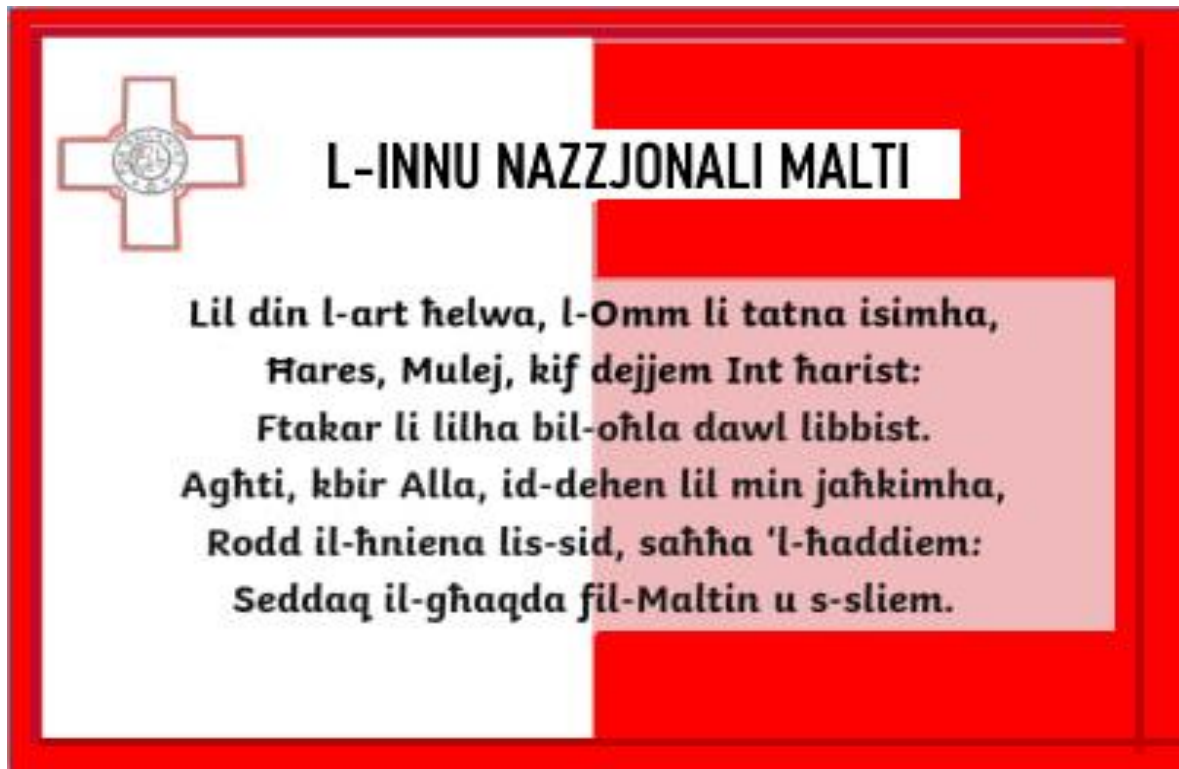 L-INNU NAZZJONALI MALTI
Lil din l-art ħelwa, l-Omm li tatna isimha,
Ħares, Mulej, kif dejjem Int ħarist:
Ftakar li lilha bil-oħla dawl libbist.
Agħti, kbir Alla, id-dehen lil min jaħkimha,
Rodd il-ħniena lis-sid, saħħa ‘l-ħaddiem:
Seddaq il-għaqda fil-Maltin u s-sliem.